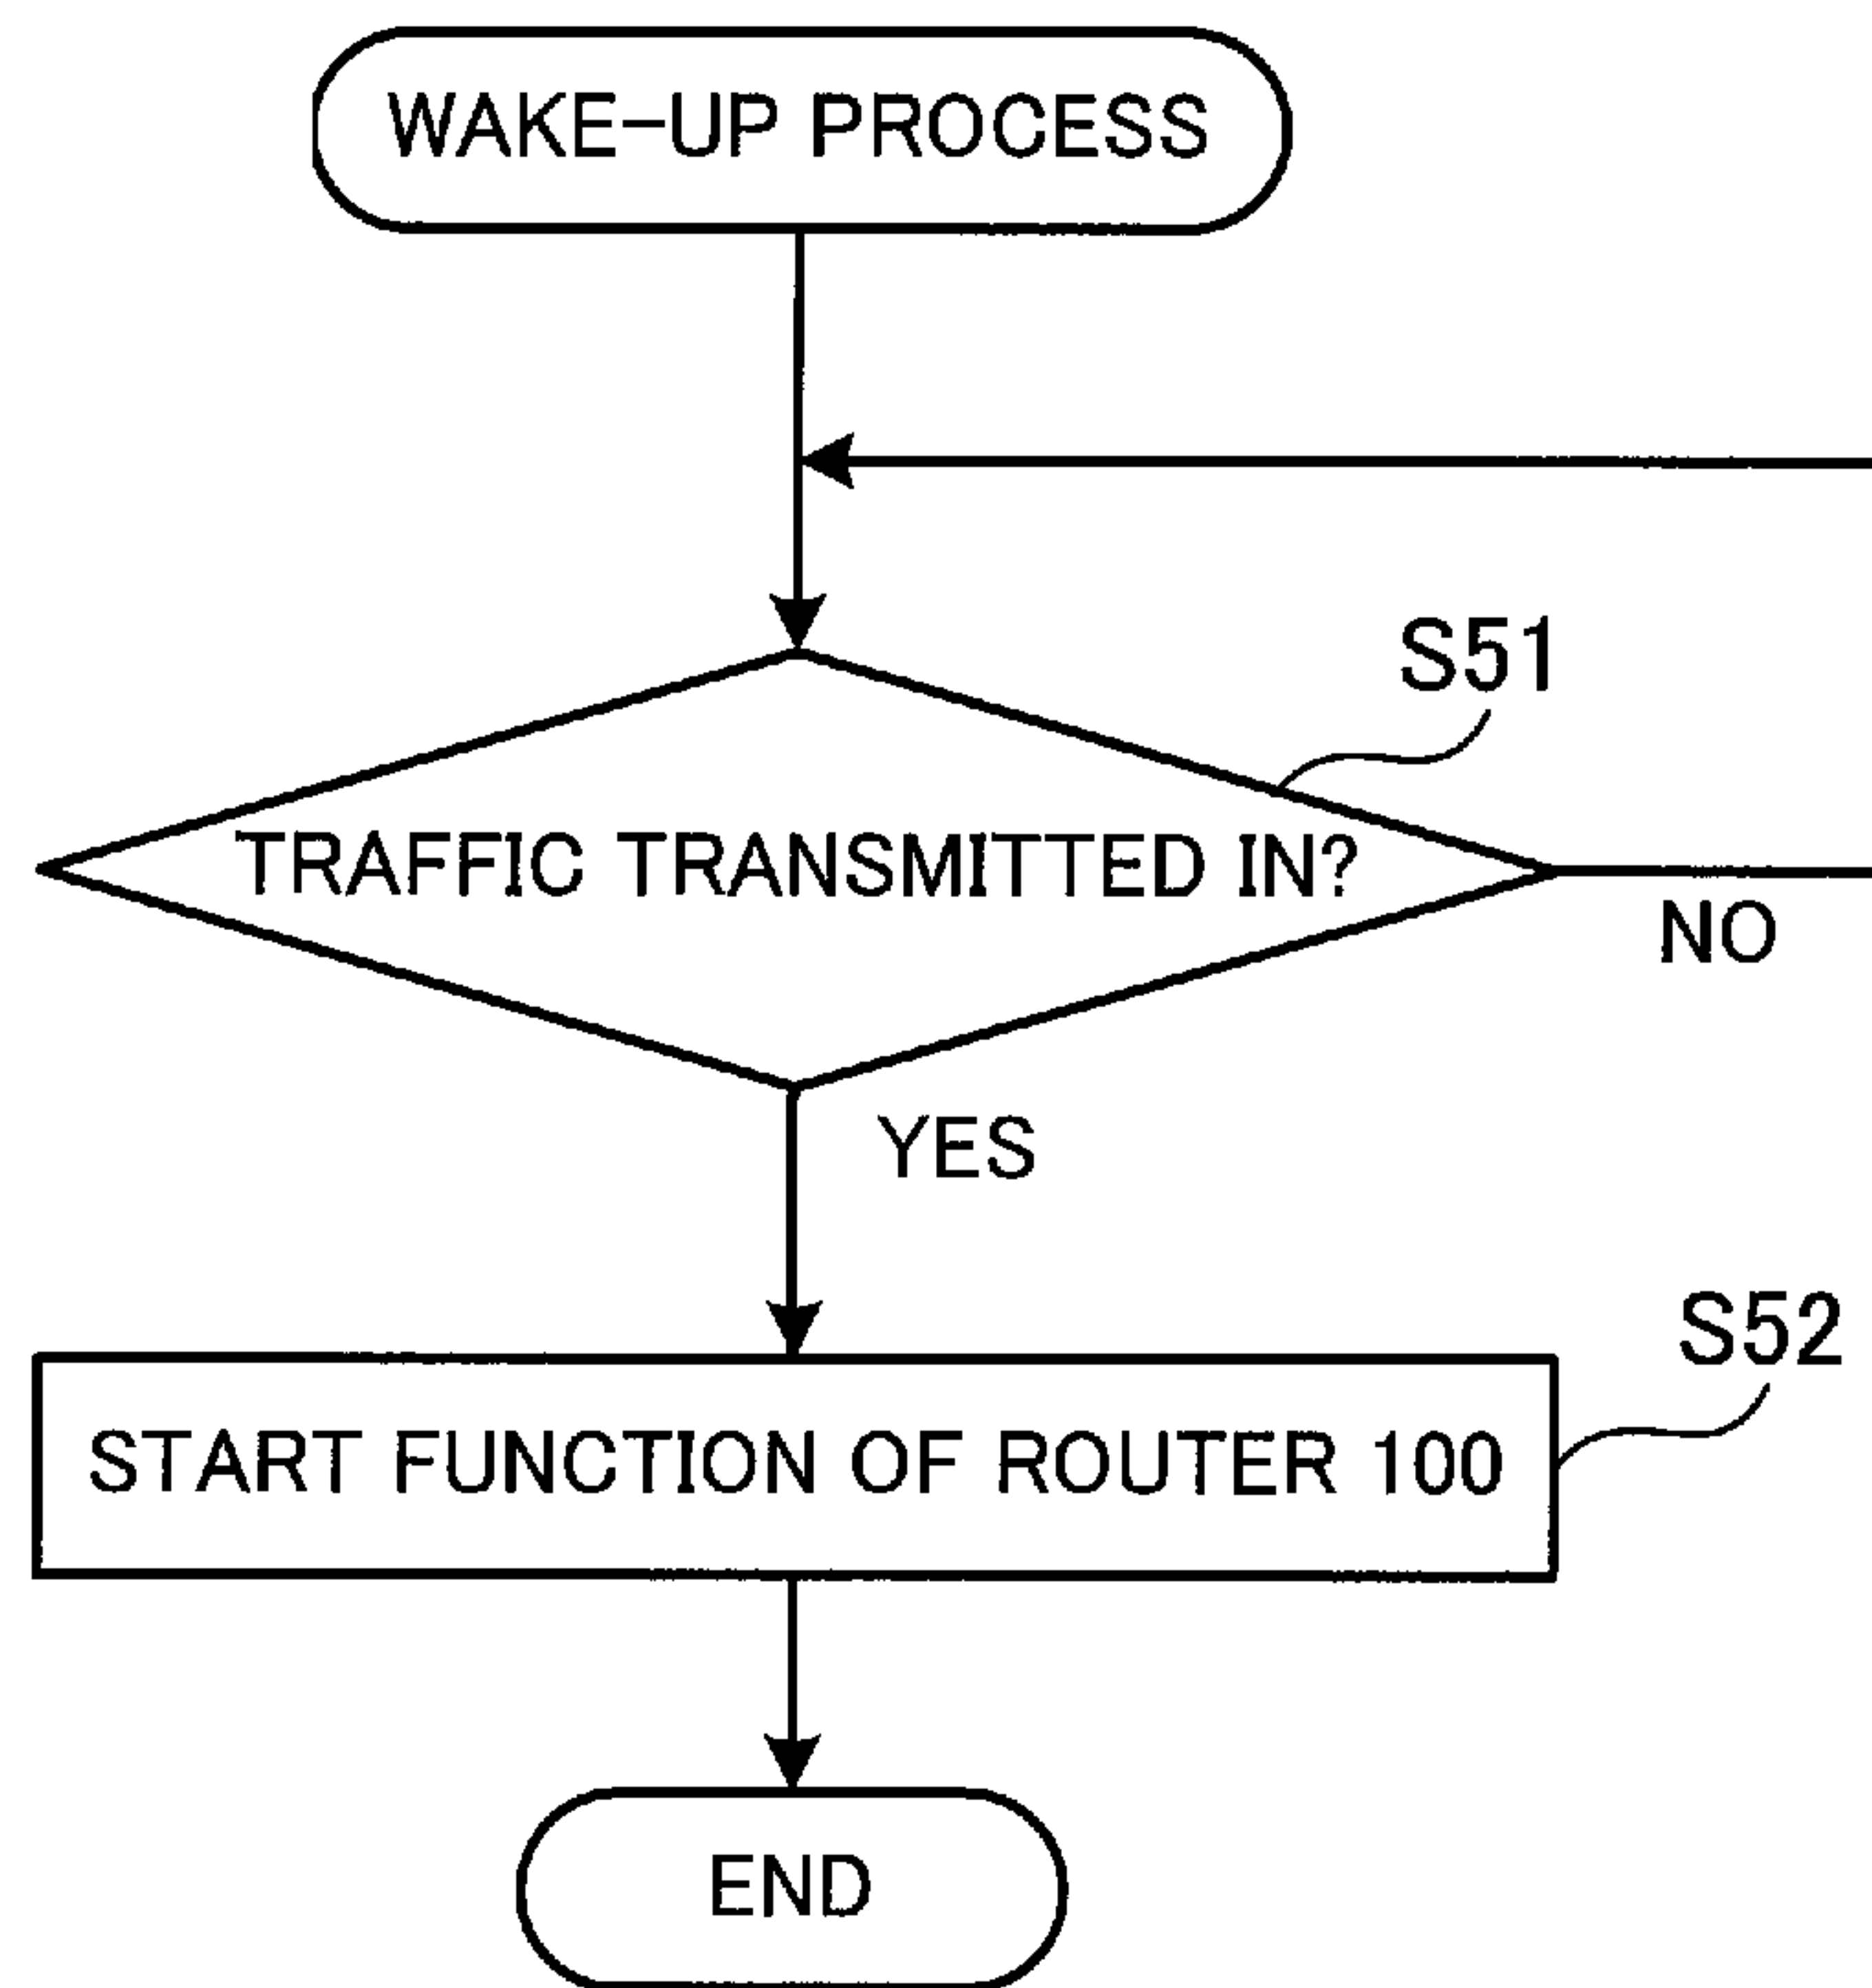 WAKE-UP PROCESS
S51
TRAFFIC TRANSMITTED IN?
NO
YES
S52
START FUNCTION OF ROUTER 100
END